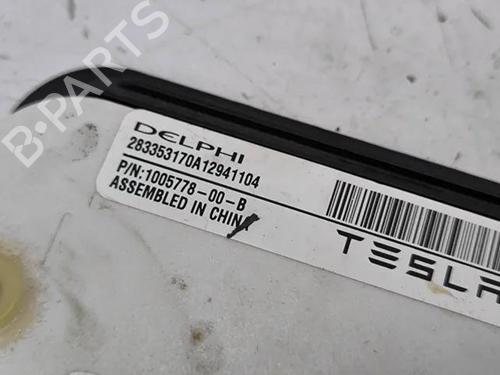 B-PARTS
DELPHI
283353170A12941104
P/N:1005778-00-B
ASSEMBLED IN CHINA
TESLA